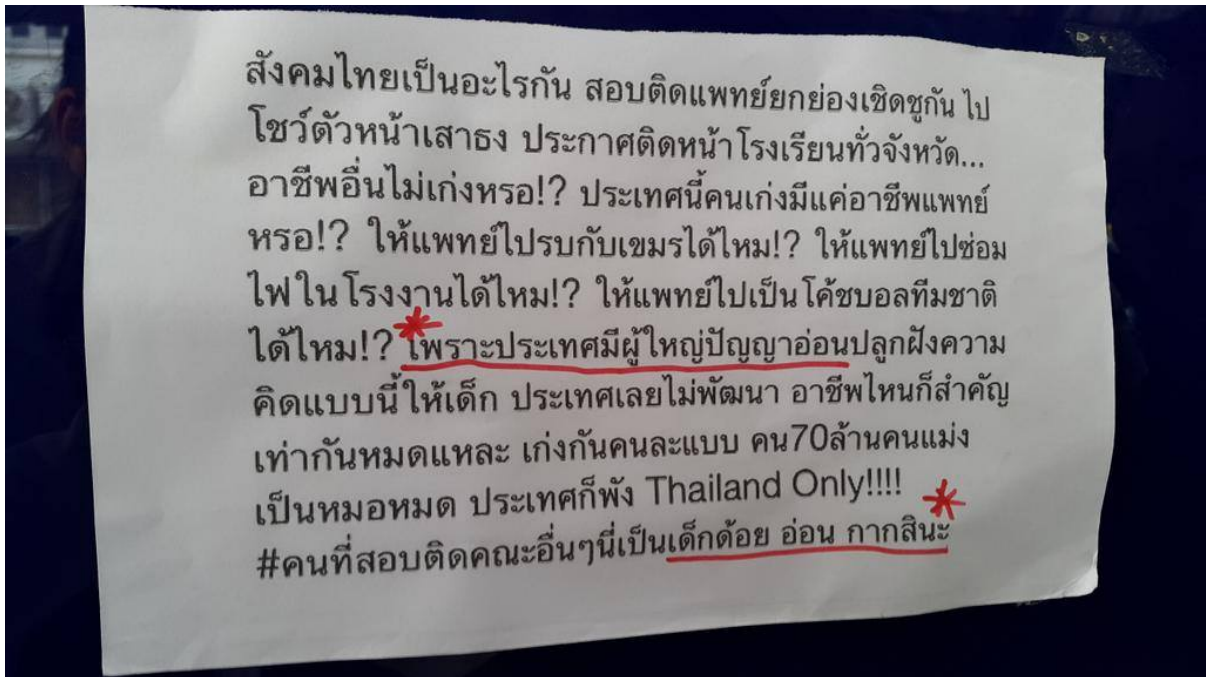 สังคมไทยเป็นอะไรกัน สอบติดแพทย์ยกย่องเชิดชูกัน ไป
โชว์ตัวหน้าเสาธง ประกาศติดหน้าโรงเรียนทั่วจังหวัด...
อาชีพอื่นไม่เก่งหรอ!? ประเทศนี้คนเก่งมีแค่อาชีพแพทย์
หรอ!? ให้แพทย์ไปรบกับเขมรได้ไหม!? ให้แพทย์ไปซ่อม
ไฟในโรงงานได้ไหม!? ให้แพทย์ไปเป็นโค้ชบอลทีมชาติ
ได้ไหม!? เพราะประเทศมีผู้ใหญ่ปัญญาอ่อนปลูกฝังความ
คิดแบบนี้ให้เด็ก ประเทศเลยไม่พัฒนา อาชีพไหนก็สำคัญ
เท่ากันหมดแหละ เก่งกันคนละแบบ คน70ล้านคนแม่ง
เป็นหมอหมด ประเทศก็พัง Thailand Only!!!!
#คนที่สอบติดคณะอื่นๆนี่เป็นเด็กด้อย อ่อน กากสินะ